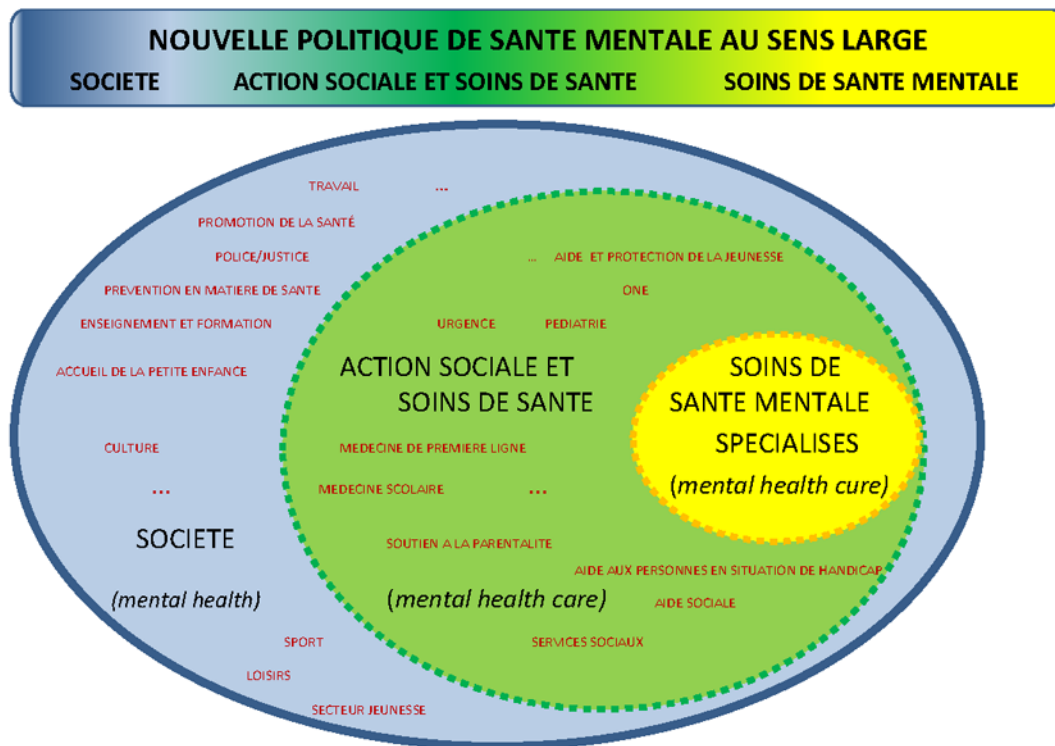 NOUVELLE POLITIQUE DE SANTE MENTALE AU SENS LARGE
SOCIETE ACTION SOCIALE ET SOINS DE SANTE SOINS DE SANTE MENTALE
TRAVAIL ...
PROMOTION DE LA SANTÉ
POLICE/JUSTICE
... AIDE ET PROTECTION DE LA JEUNESSE
PREVENTION EN MATIERE DE SANTE
ONE
ENSEIGNEMENT ET FORMATION
URGENCE PEDIATRIE
ACCUEIL DE LA PETITE ENFANCE
ACTION SOCIALE ET
SOINS DE SANTE
SOINS DE
SANTE MENTALE
SPECIALISES
(mental health cure)
CULTURE
MEDECINE DE PREMIERE LIGNE
...
MEDECINE SCOLAIRE ...
SOCIETE
(mental health)
SOUTIEN A LA PARENTALITE
AIDE AUX PERSONNES EN SITUATION DE HANDICAP
(mental health care)
AIDE SOCIALE
SPORT
SERVICES SOCIAUX
LOISIRS
SECTEUR JEUNESSE